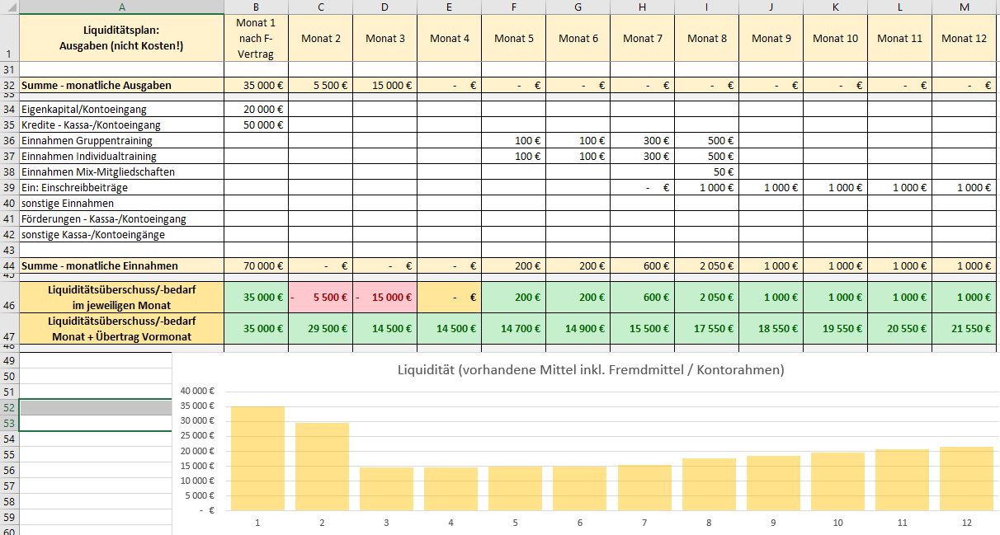 A B C D E F G H I J K L M
1 Liquiditätsplan: Ausgaben (nicht Kosten!) Monat 1 nach F-Vertrag Monat 2 Monat 3 Monat 4 Monat 5 Monat 6 Monat 7 Monat 8 Monat 9 Monat 10 Monat 11 Monat 12
31
32 Summe - monatliche Ausgaben 35 000 € 5 500 € 15 000 € - € - € - € - € - € - € - € - € - €
33
34 Eigenkapital/Kontoeingang 20 000 €
35 Kredite - Kassa-/Kontoeingang 50 000 €
36 Einnahmen Gruppentraining 100 € 100 € 300 € 500 €
37 Einnahmen Individualtraining 100 € 100 € 300 € 500 €
38 Einnahmen Mix-Mitgliedschaften 50 €
39 Ein: Einschreibbeiträge - € 1 000 € 1 000 € 1 000 € 1 000 € 1 000 €
40 sonstige Einnahmen
41 Förderungen - Kassa-/Kontoeingang
42 sonstige Kassa-/Kontoeingänge
43
44 Summe - monatliche Einnahmen 70 000 € - € - € - € 200 € 200 € 600 € 2 050 € 1 000 € 1 000 € 1 000 € 1 000 €
45
46 Liquiditätsüberschuss/-bedarf im jeweiligen Monat 35 000 € - 5 500 € - 15 000 € - € 200 € 200 € 600 € 2 050 € 1 000 € 1 000 € 1 000 € 1 000 €
47 Liquiditätsüberschuss/-bedarf Monat + Übertrag Vormonat 35 000 € 29 500 € 14 500 € 14 500 € 14 700 € 14 900 € 15 500 € 17 550 € 18 550 € 19 550 € 20 550 € 21 550 €
48
49
50
51
52
53
54
55
56
57
58
59
60
Liquidität (vorhandene Mittel inkl. Fremdmittel / Kontorahmen)
40 000 €
35 000 €
30 000 €
25 000 €
20 000 €
15 000 €
10 000 €
5 000 €
- €
1 2 3 4 5 6 7 8 9 10 11 12